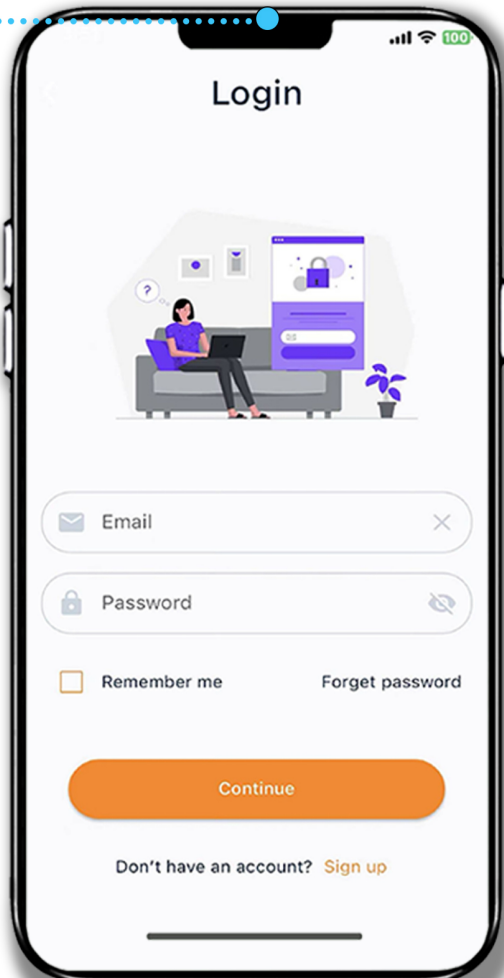 100
Login
?
Email
Password
Remember me Forget password
Continue
Don't have an account? Sign up